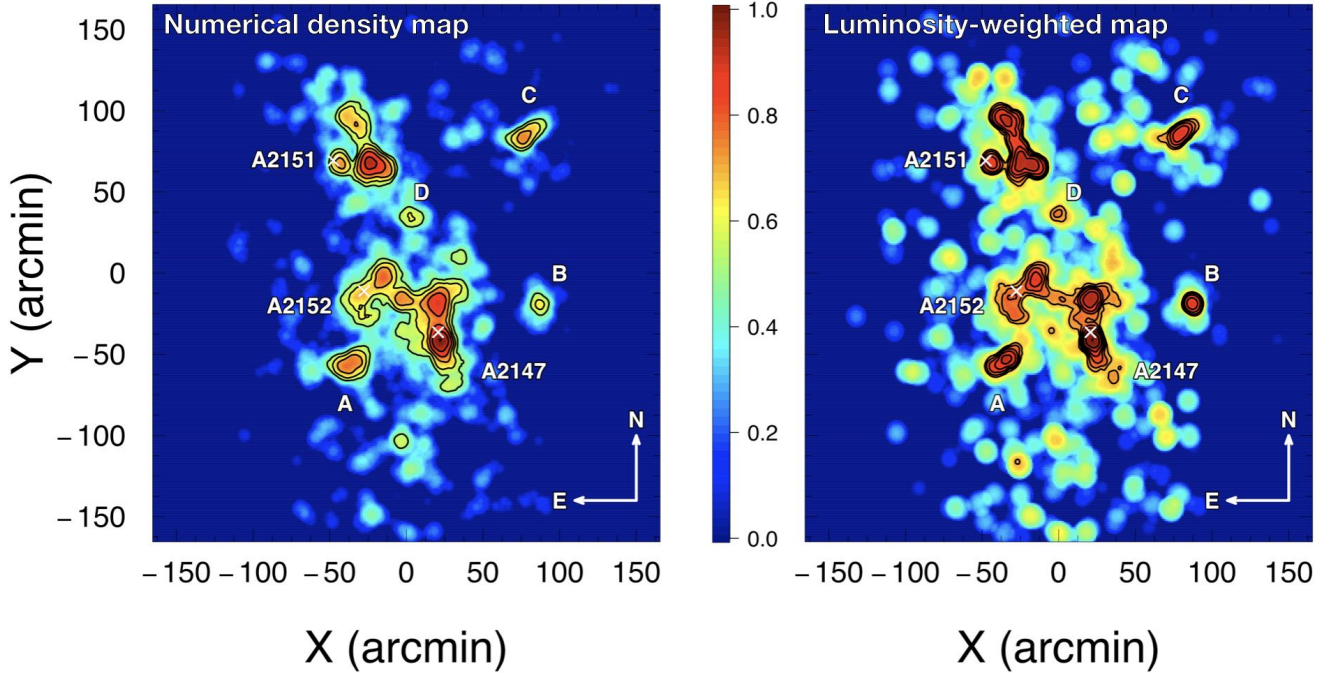 Numerical density map
Luminosity-weighted map
150
100
50
0
−50
−100
−150
Y (arcmin)
C
A2151
D
B
A2152
A2147
A
N
E
1.0
0.8
0.6
0.4
0.2
0.0
C
A2151
D
B
A2152
A2147
A
N
E
−150 −100 −50 0 50 100 150
−150 −100 −50 0 50 100 150
X (arcmin)
X (arcmin)